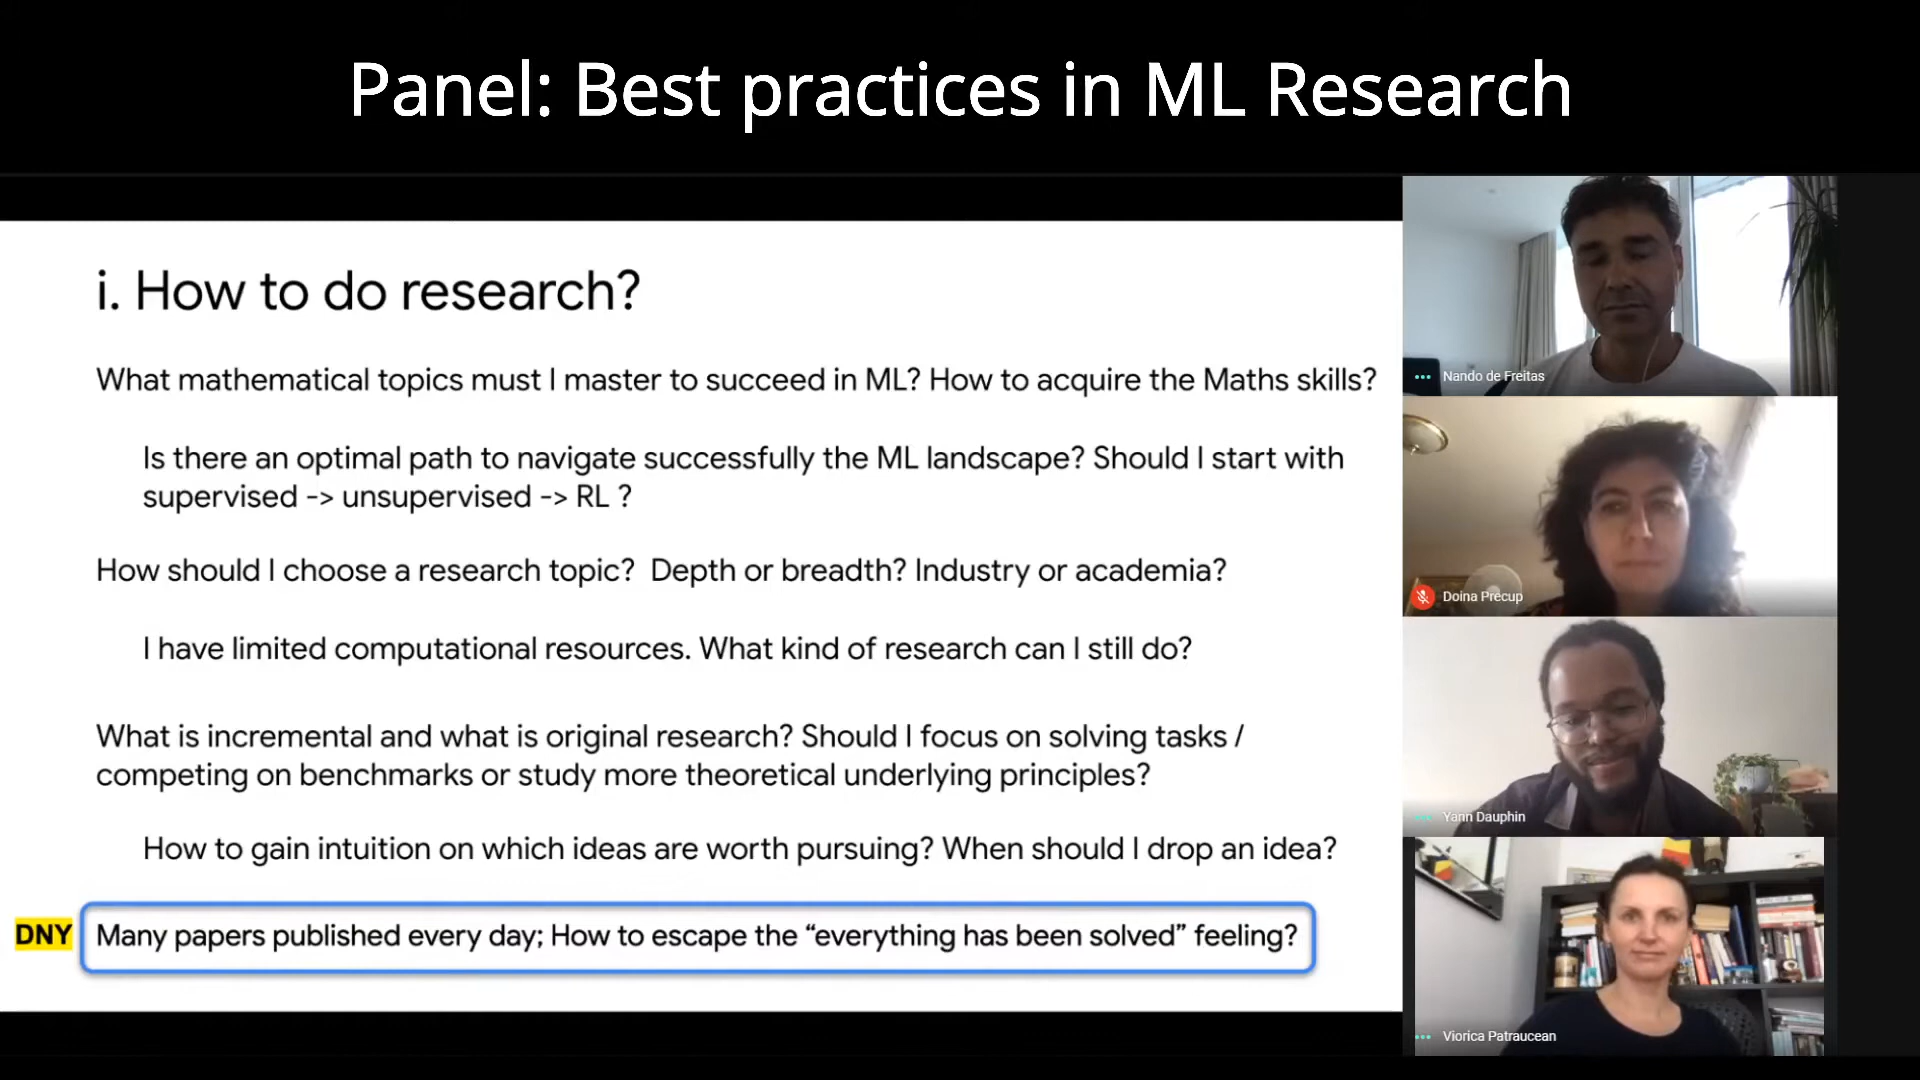 Panel: Best practices in ML Research
i. How to do research?
What mathematical topics must I master to succeed in ML? How to acquire the Maths skills?
Is there an optimal path to navigate successfully the ML landscape? Should I start with
supervised -> unsupervised -> RL ?
How should I choose a research topic? Depth or breadth? Industry or academia?
I have limited computational resources. What kind of research can I still do?
What is incremental and what is original research? Should I focus on solving tasks /
competing on benchmarks or study more theoretical underlying principles?
How to gain intuition on which ideas are worth pursuing? When should I drop an idea?
DNY Many papers published every day; How to escape the “everything has been solved” feeling?
Nando de Freitas
Doina Precup
Yann Dauphin
Viorica Patraucean